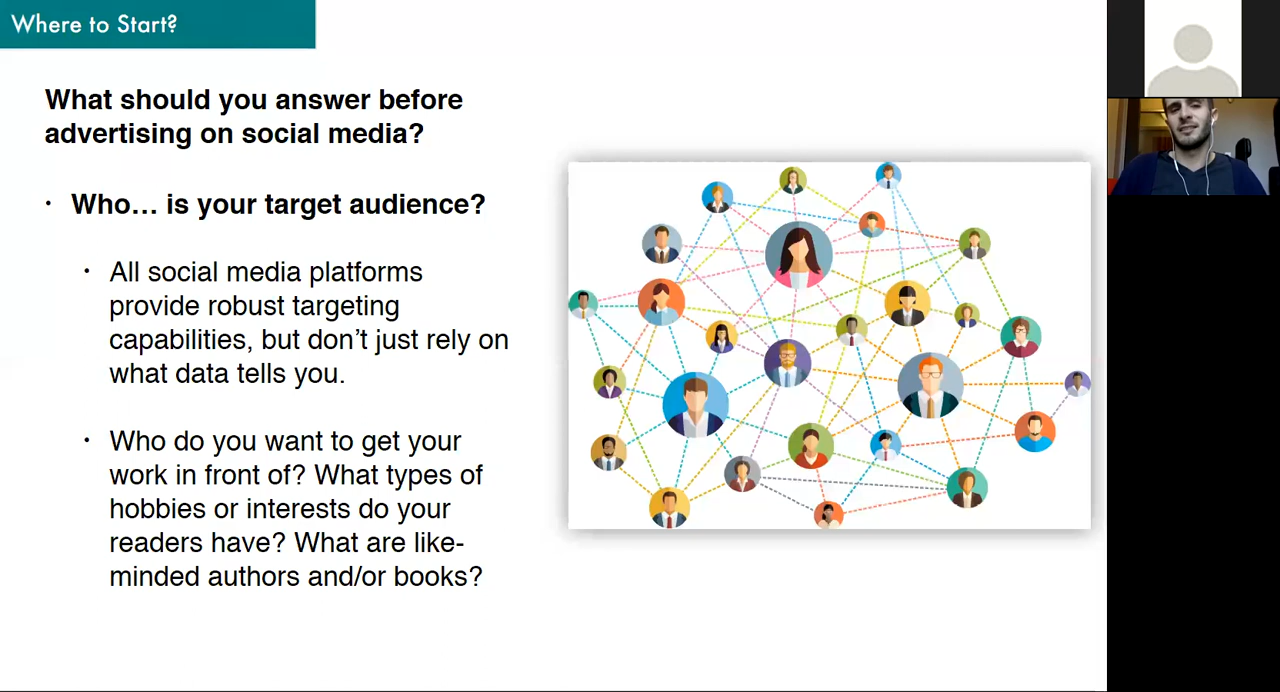 Where to Start?
What should you answer before
advertising on social media?
· Who… is your target audience?
· All social media platforms
provide robust targeting
capabilities, but don’t just rely on
what data tells you.
· Who do you want to get your
work in front of? What types of
hobbies or interests do your
readers have? What are like-
minded authors and/or books?